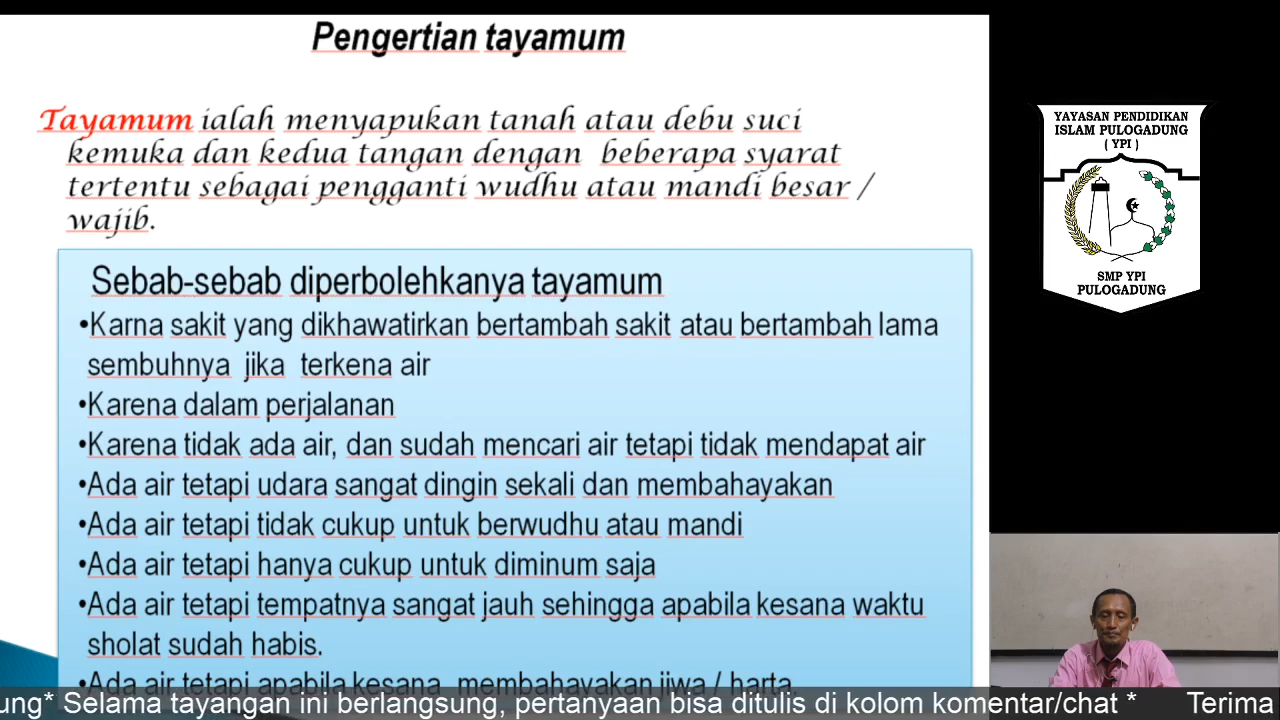 Pengertian tayamum
Tayamum ialah menyapukan tanah atau debu suci
kemuka dan kedua tangan dengan beberapa syarat
tertentu sebagai pengganti wudhu atau mandi besar /
wajib.
Sebab-sebab diperbolehkanya tayamum
•Karna sakit yang dikhawatirkan bertambah sakit atau bertambah lama
sembuhnya jika terkena air
•Karena dalam perjalanan
•Karena tidak ada air, dan sudah mencari air tetapi tidak mendapat air
•Ada air tetapi udara sangat dingin sekali dan membahayakan
•Ada air tetapi tidak cukup untuk berwudhu atau mandi
•Ada air tetapi hanya cukup untuk diminum saja
•Ada air tetapi tempatnya sangat jauh sehingga apabila kesana waktu
sholat sudah habis.
•Ada air tetapi apabila kesana membahayakan jiwa / harta
YAYASAN PENDIDIKAN
ISLAM PULOGADUNG
( YPI )
SMP YPI
PULOGADUNG
ung* Selama tayangan ini berlangsung, pertanyaan bisa ditulis di kolom komentar/chat * Terima